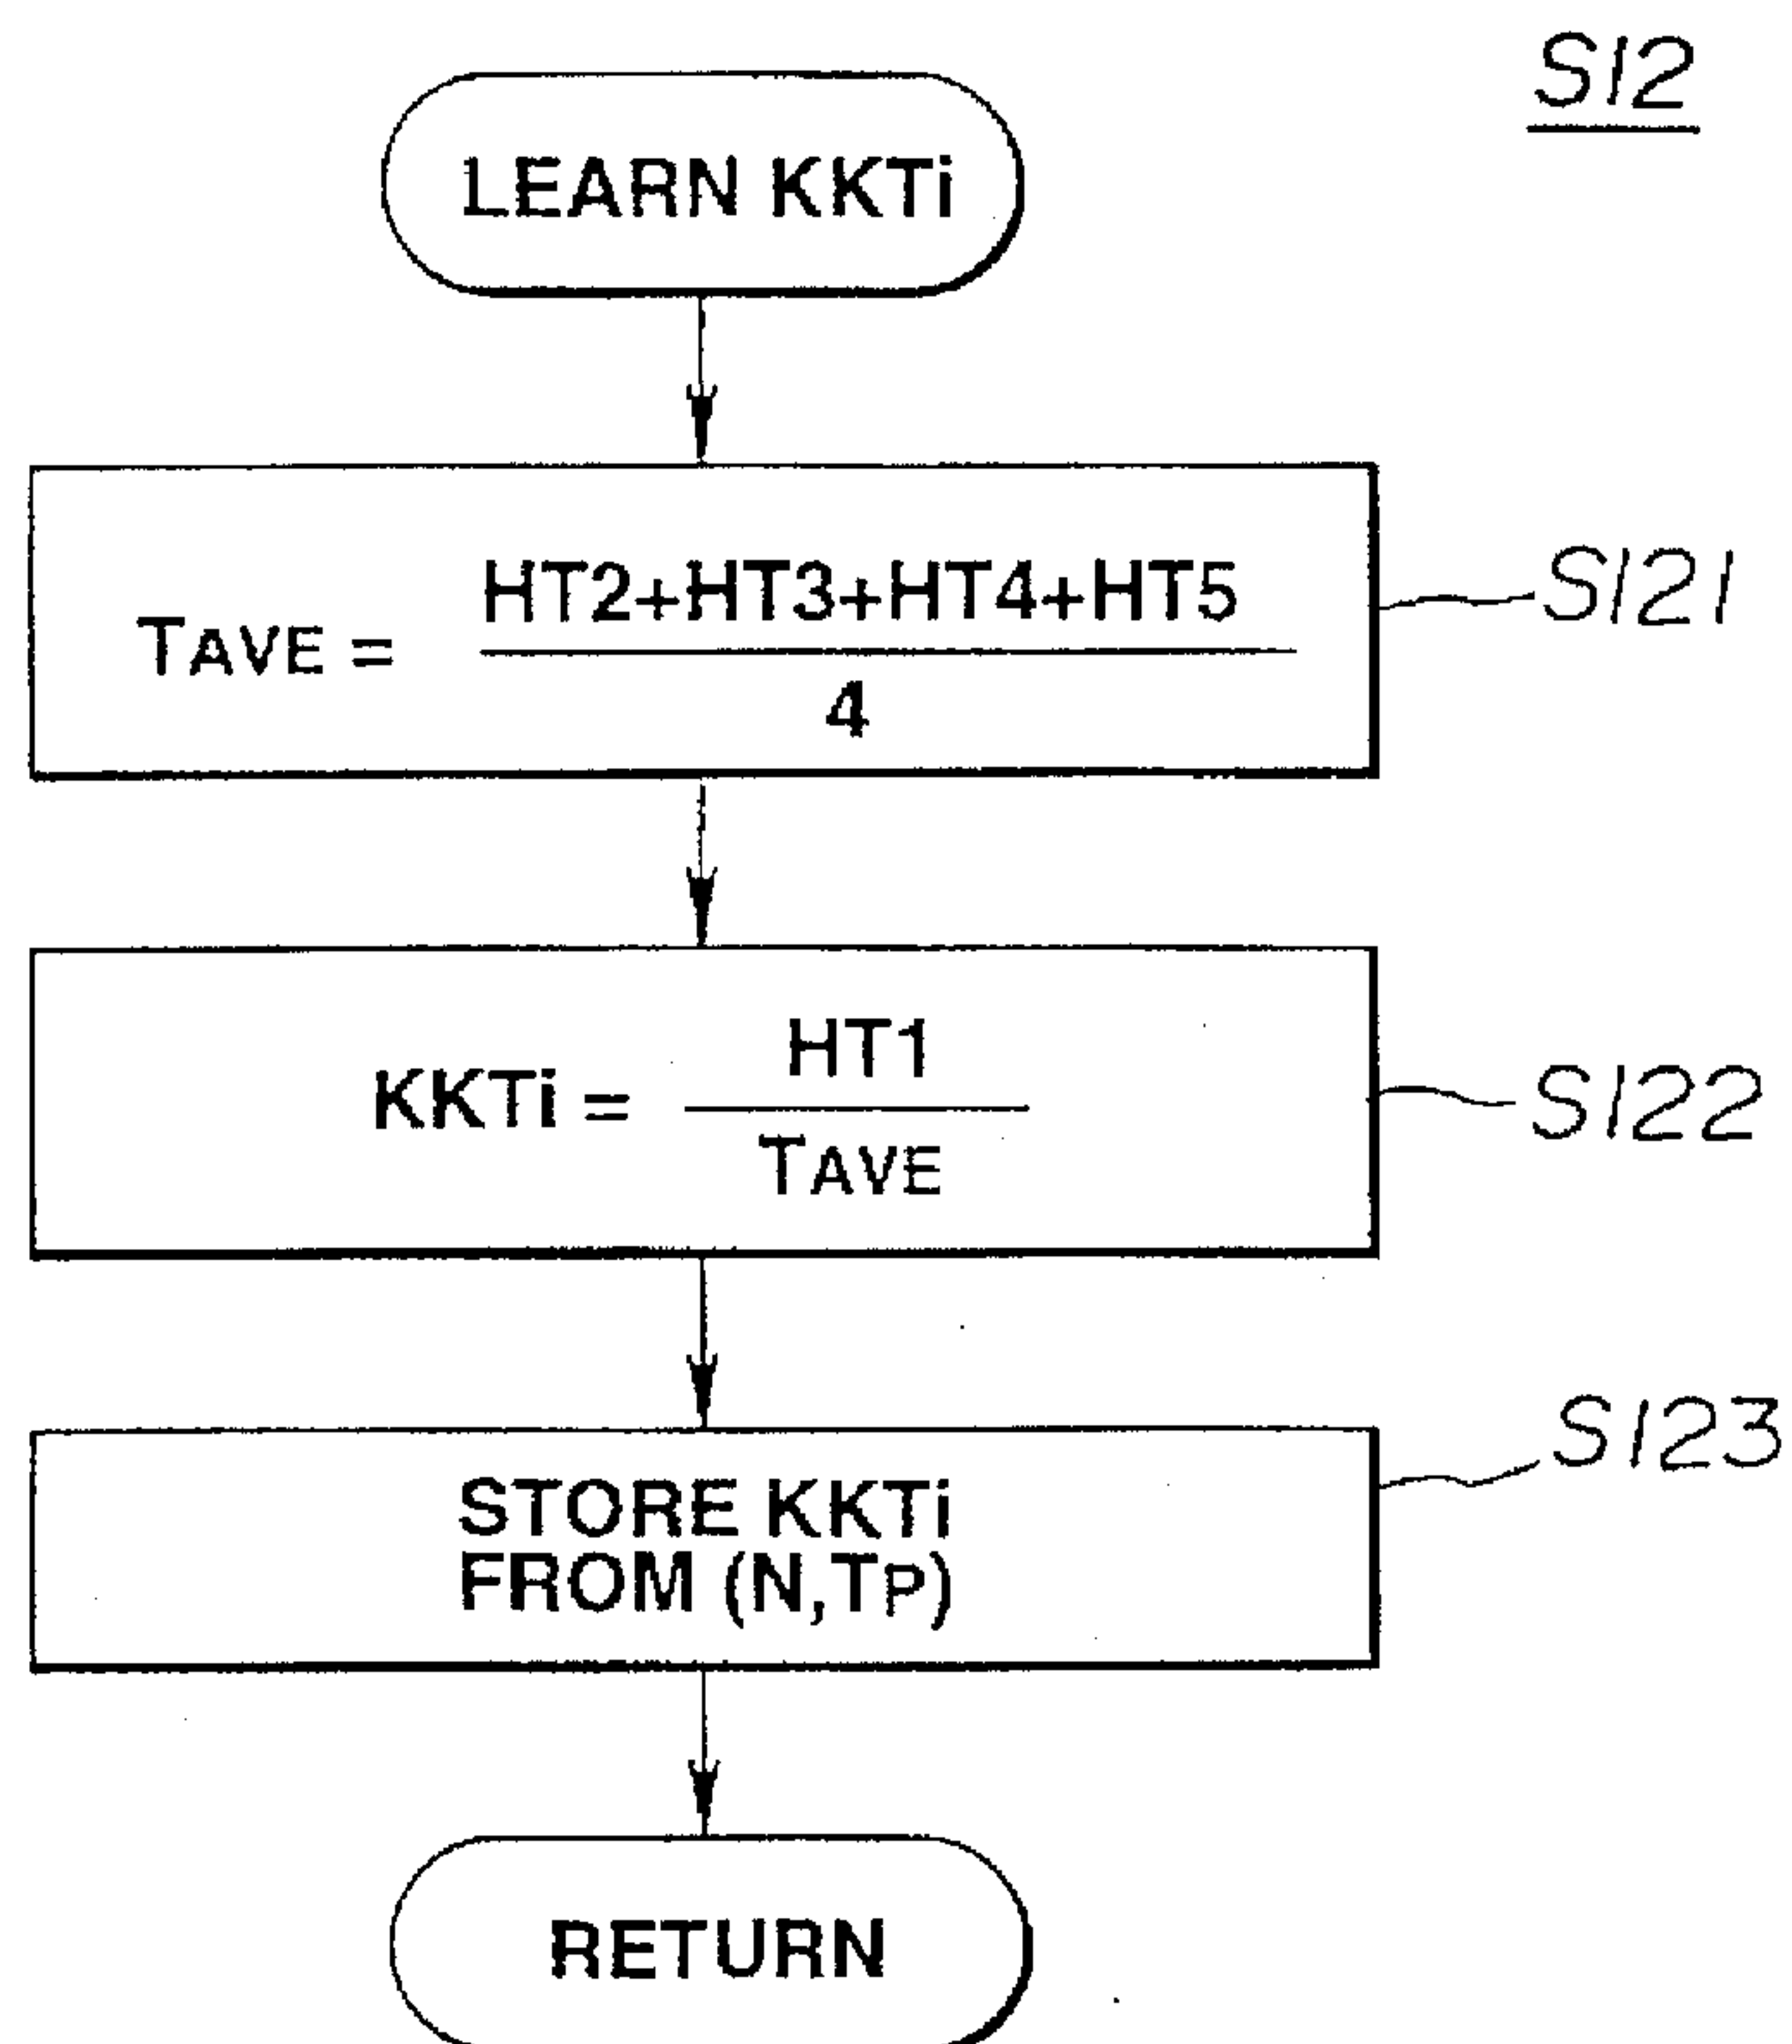 S12
LEARN KKTi
HT2+HT3+HT4+HT5
TAVE =
4
S121
HT1
KKTi =
TAVE
S122
STORE KKTi
FROM (N,TP)
S123
RETURN